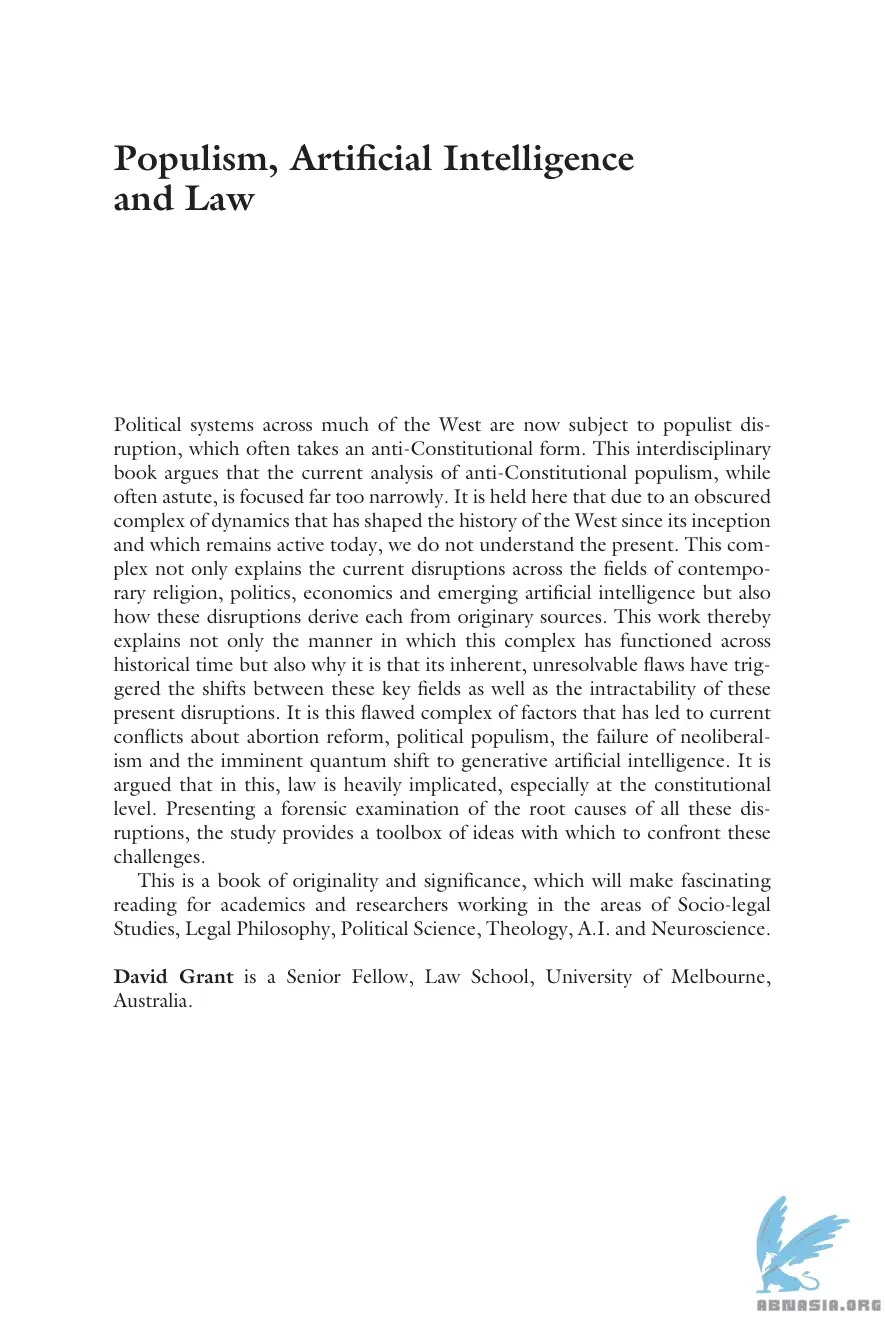 Populism, Artificial Intelligence
and Law
Political systems across much of the West are now subject to populist dis-
ruption, which often takes an anti-Constitutional form. This interdisciplinary
book argues that the current analysis of anti-Constitutional populism, while
often astute, is focused far too narrowly. It is held here that due to an obscured
complex of dynamics that has shaped the history of the West since its inception
and which remains active today, we do not understand the present. This com-
plex not only explains the current disruptions across the fields of contempo-
rary religion, politics, economics and emerging artificial intelligence but also
how these disruptions derive each from originary sources. This work thereby
explains not only the manner in which this complex has functioned across
historical time but also why it is that its inherent, unresolvable flaws have trig-
gered the shifts between these key fields as well as the intractability of these
present disruptions. It is this flawed complex of factors that has led to current
conflicts about abortion reform, political populism, the failure of neoliberal-
ism and the imminent quantum shift to generative artificial intelligence. It is
argued that in this, law is heavily implicated, especially at the constitutional
level. Presenting a forensic examination of the root causes of all these dis-
ruptions, the study provides a toolbox of ideas with which to confront these
challenges.
This is a book of originality and significance, which will make fascinating
reading for academics and researchers working in the areas of Socio-legal
Studies, Legal Philosophy, Political Science, Theology, A.I. and Neuroscience.
David Grant is a Senior Fellow, Law School, University of Melbourne,
Australia.
ABNASIA.ORG